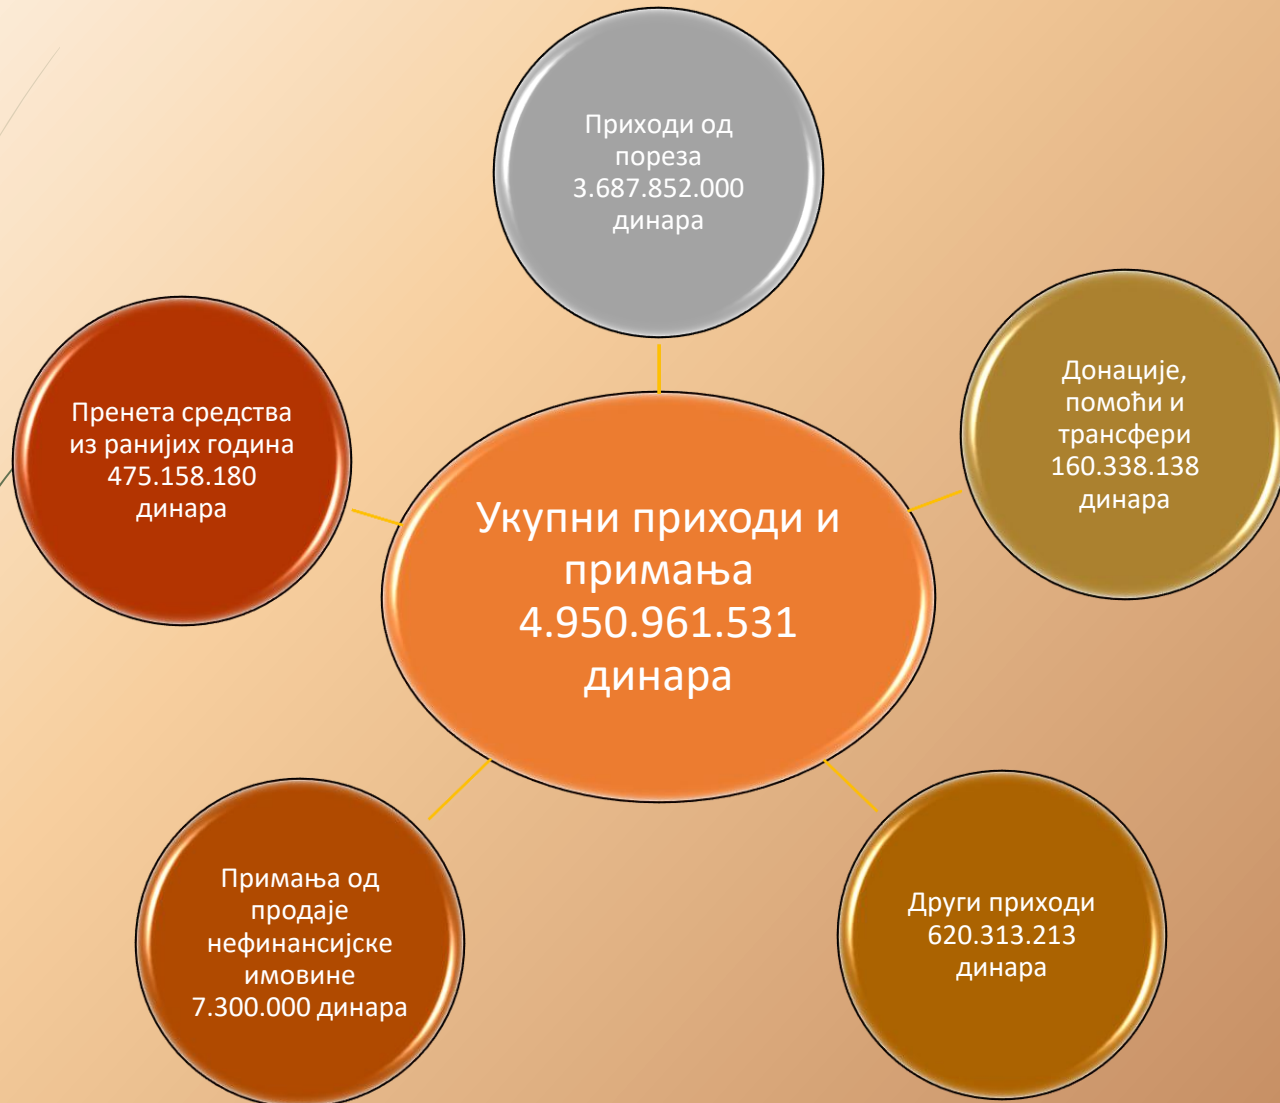 Приходи од
пореза
3.687.852.000
динара
Донације,
помоћи и
трансфери
160.338.138
динара
Пренета средства
из ранијих година
475.158.180
динара
Укупни приходи и
примања
4.950.961.531
динара
Примања од
продаје
нефинансијске
имовине
7.300.000 динара
Други приходи
620.313.213
динара